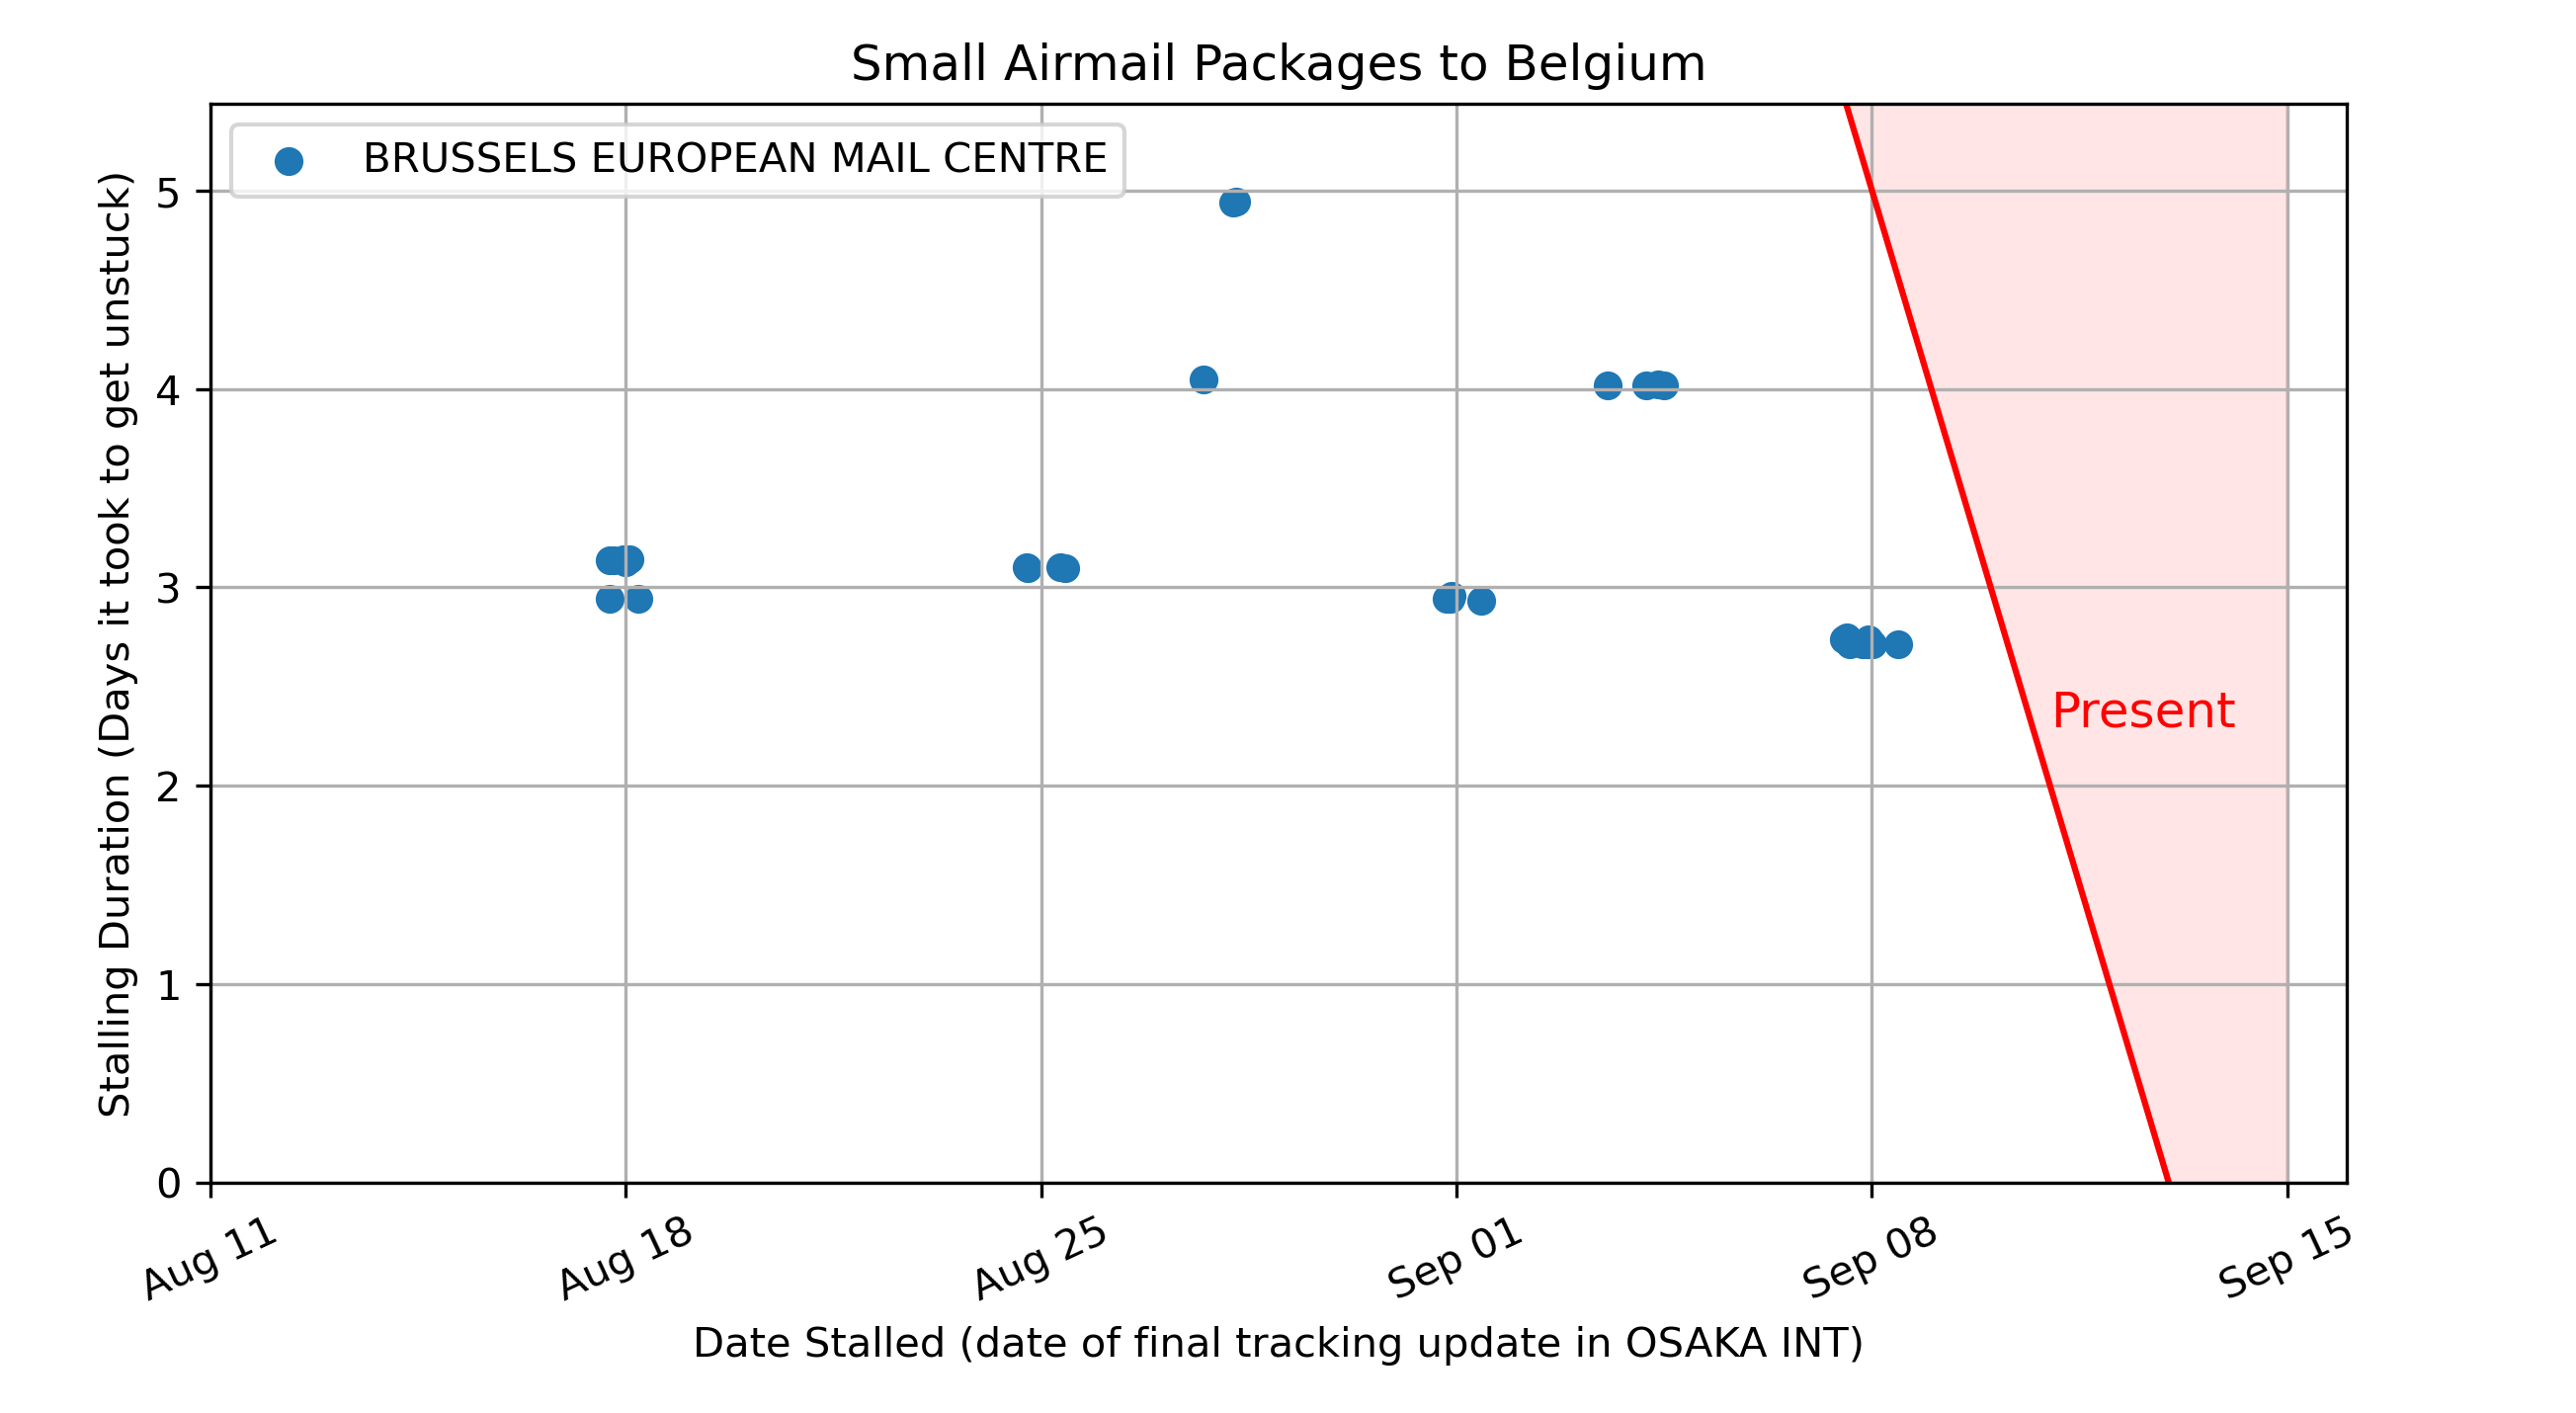 Small Airmail Packages to Belgium
BRUSSELS EUROPEAN MAIL CENTRE
Stalling Duration (Days it took to get unstuck)
5
4
3
2
1
0
Present
Aug 11
Aug 18
Aug 25
Sep 01
Sep 08
Sep 15
Date Stalled (date of final tracking update in OSAKA INT)